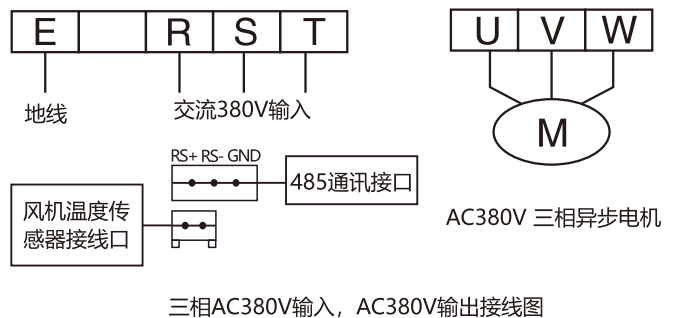 E R S T
U V W
地线
交流380V输入
M
RS+ RS- GND
485通讯接口
风机温度传
感器接线口
AC380V 三相异步电机
三相AC380V输入，AC380V输出接线图